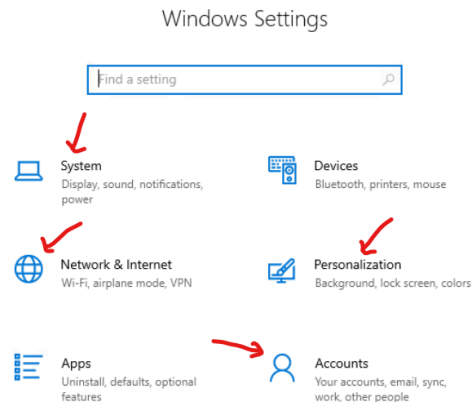 Windows Settings
Find a setting
System
Display, sound, notifications,
power
Devices
Bluetooth, printers, mouse
Network & Internet
Wi-Fi, airplane mode, VPN
Personalization
Background, lock screen, colors
Apps
Uninstall, defaults, optional
features
Accounts
Your accounts, email, sync,
work, other people